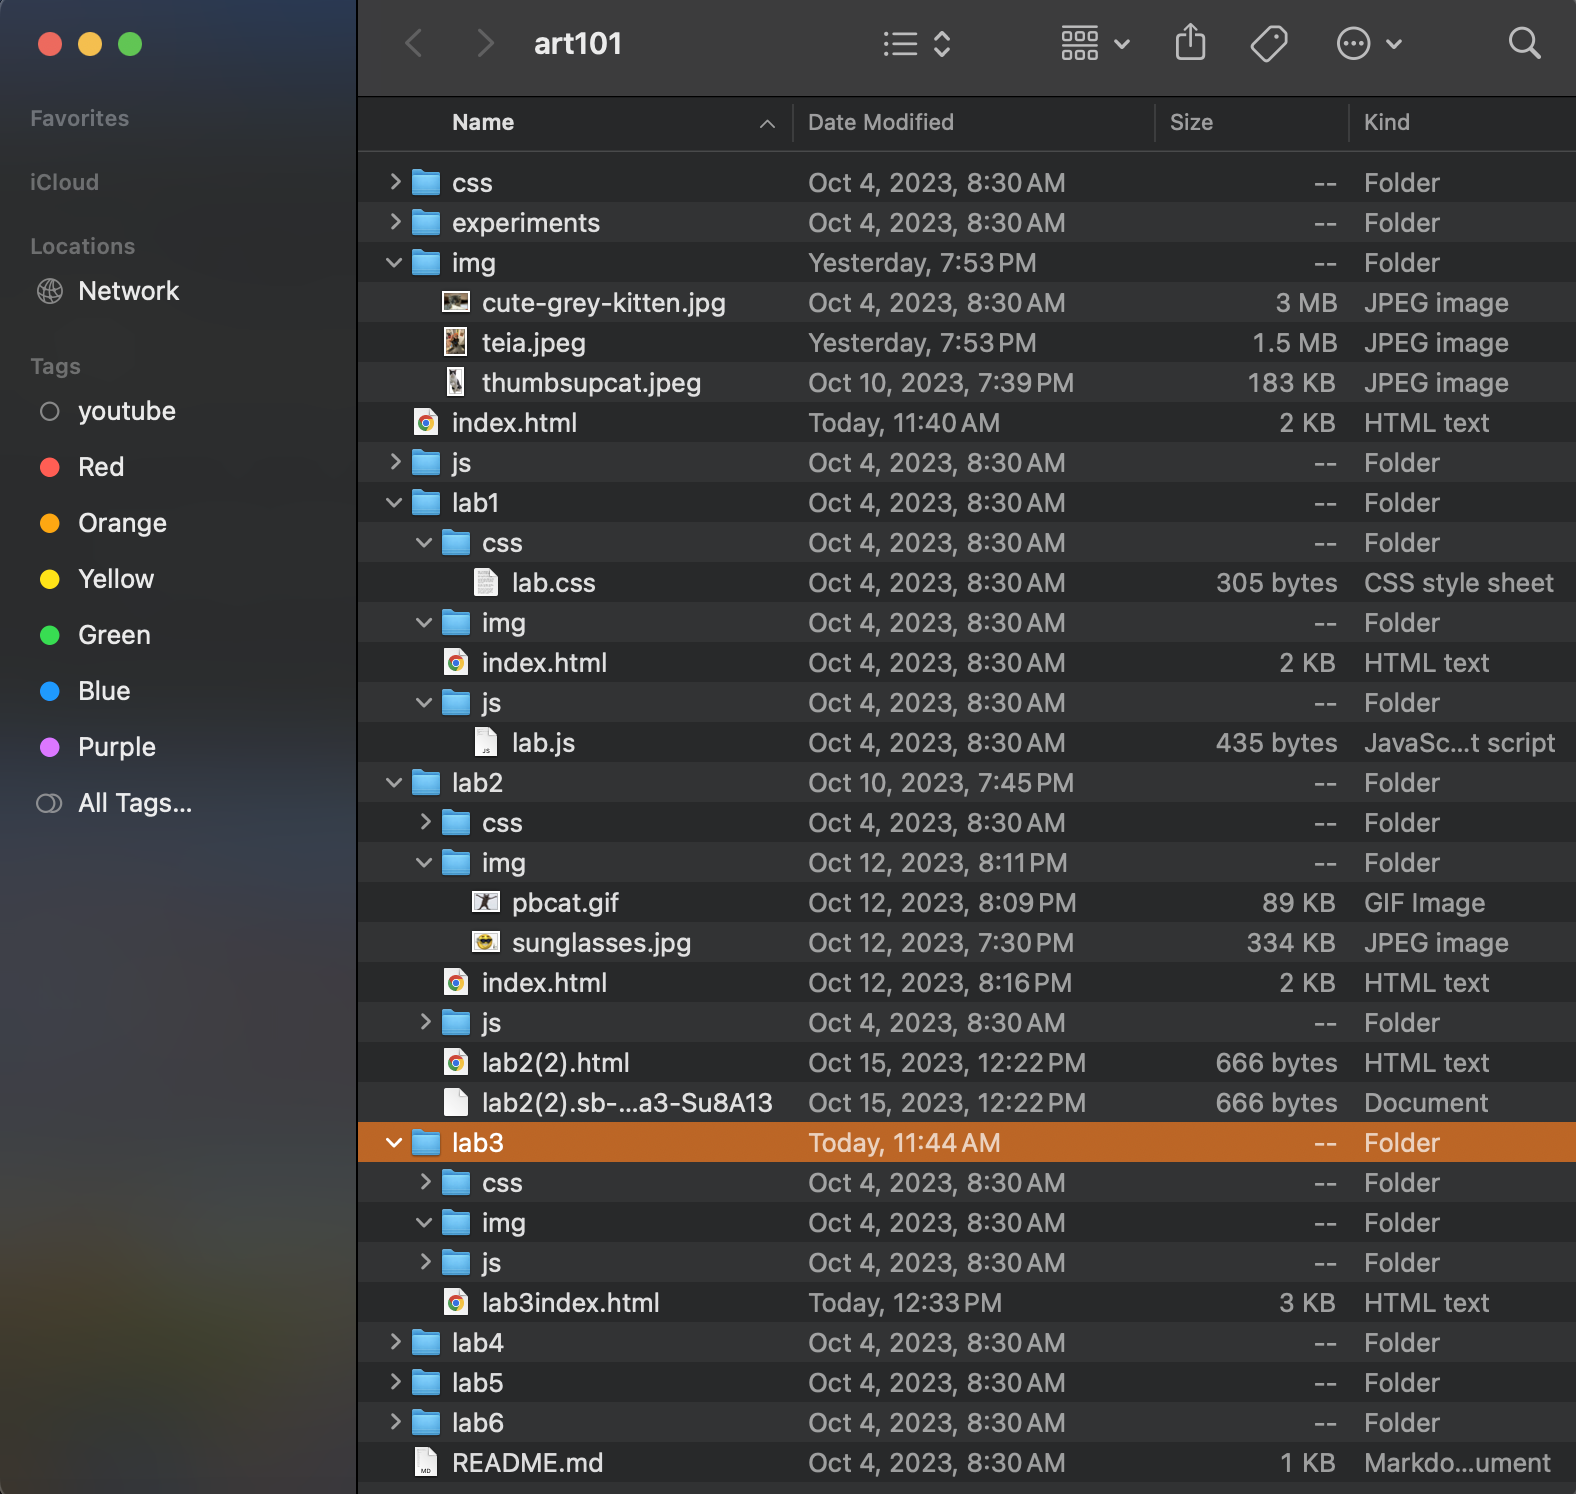 art101
Favorites
iCloud
Locations
Network
Tags
youtube
Red
Orange
Yellow
Green
Blue
Purple
All Tags...
Name Date Modified Size Kind
css Oct 4, 2023, 8:30 AM -- Folder
experiments Oct 4, 2023, 8:30 AM -- Folder
img Yesterday, 7:53 PM -- Folder
cute-grey-kitten.jpg Oct 4, 2023, 8:30 AM 3 MB JPEG image
teia.jpeg Yesterday, 7:53 PM 1.5 MB JPEG image
thumbsupcat.jpeg Oct 10, 2023, 7:39 PM 183 KB JPEG image
index.html Today, 11:40 AM 2 KB HTML text
js Oct 4, 2023, 8:30 AM -- Folder
lab1 Oct 4, 2023, 8:30 AM -- Folder
css Oct 4, 2023, 8:30 AM -- Folder
lab.css Oct 4, 2023, 8:30 AM 305 bytes CSS style sheet
img Oct 4, 2023, 8:30 AM -- Folder
index.html Oct 4, 2023, 8:30 AM 2 KB HTML text
js Oct 4, 2023, 8:30 AM -- Folder
lab.js Oct 4, 2023, 8:30 AM 435 bytes JavaSc...t script
lab2 Oct 10, 2023, 7:45 PM -- Folder
css Oct 4, 2023, 8:30 AM -- Folder
img Oct 12, 2023, 8:11 PM -- Folder
pbcat.gif Oct 12, 2023, 8:09 PM 89 KB GIF Image
sunglasses.jpg Oct 12, 2023, 7:30 PM 334 KB JPEG image
index.html Oct 12, 2023, 8:16 PM 2 KB HTML text
js Oct 4, 2023, 8:30 AM -- Folder
lab2(2).html Oct 15, 2023, 12:22 PM 666 bytes HTML text
lab2(2).sb-...a3-Su8A13 Oct 15, 2023, 12:22 PM 666 bytes Document
lab3 Today, 11:44 AM -- Folder
css Oct 4, 2023, 8:30 AM -- Folder
img Oct 4, 2023, 8:30 AM -- Folder
js Oct 4, 2023, 8:30 AM -- Folder
lab3index.html Today, 12:33 PM 3 KB HTML text
lab4 Oct 4, 2023, 8:30 AM -- Folder
lab5 Oct 4, 2023, 8:30 AM -- Folder
lab6 Oct 4, 2023, 8:30 AM -- Folder
README.md Oct 4, 2023, 8:30 AM 1 KB Markdo...ument